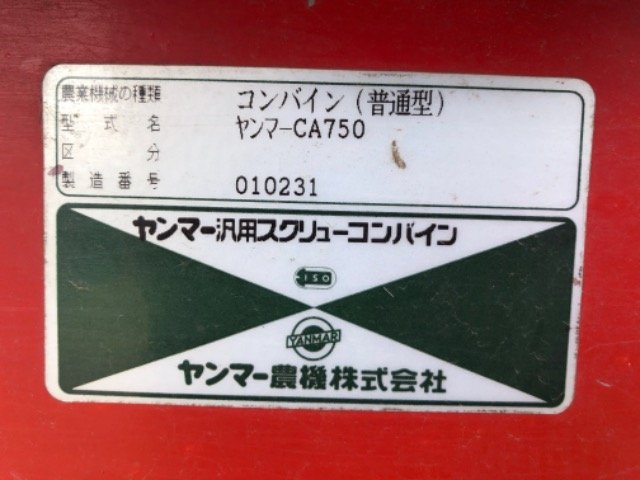 農業機械の種類 コンバイン(普通型)
型式名 ヤンマーCA750
区分
製造番号 010231
ヤンマー汎用スクリューコンバイン
ISO
YANMAR
ヤンマー農機株式会社